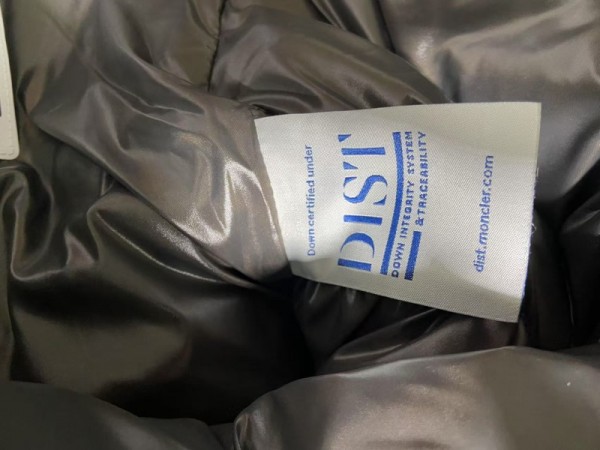 Down certified under
DIST
DOWN INTEGRITY SYSTEM
& TRACEABILITY
dist.moncler.com